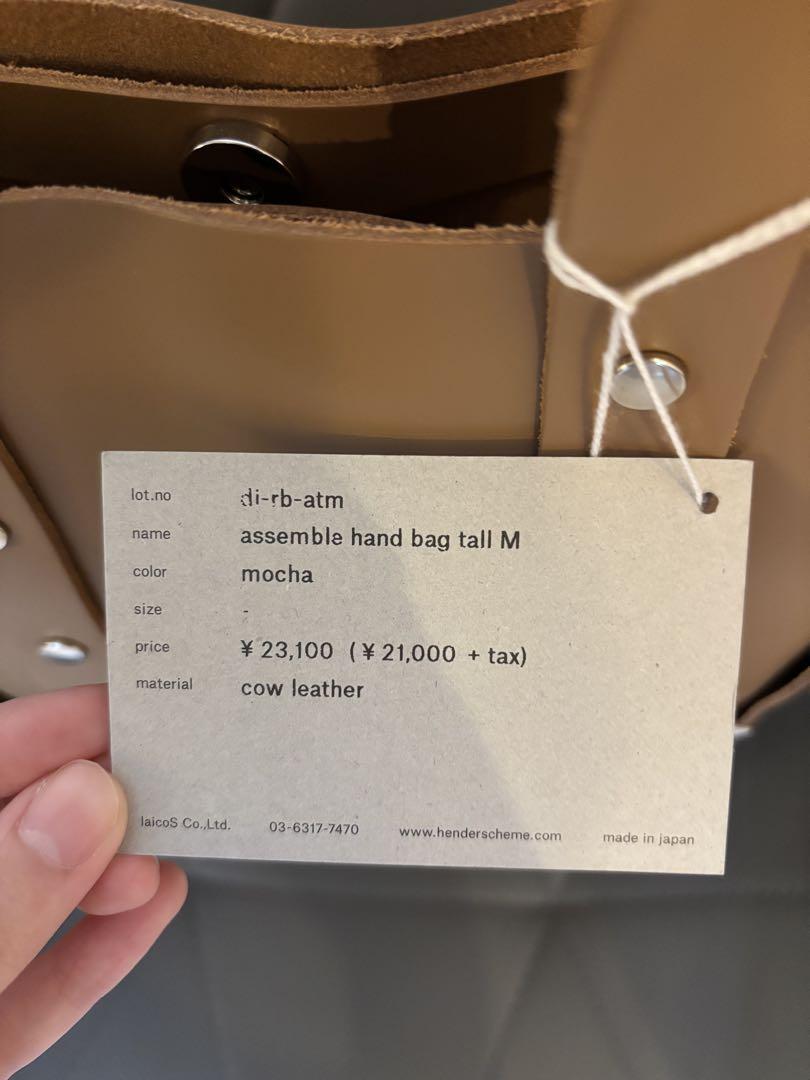 lot.no di-rb-atm
name assemble hand bag tall M
color mocha
size -
price ¥ 23,100 (¥ 21,000 + tax)
material cow leather
laicoS Co.,Ltd. 03-6317-7470 www.henderscheme.com made in japan